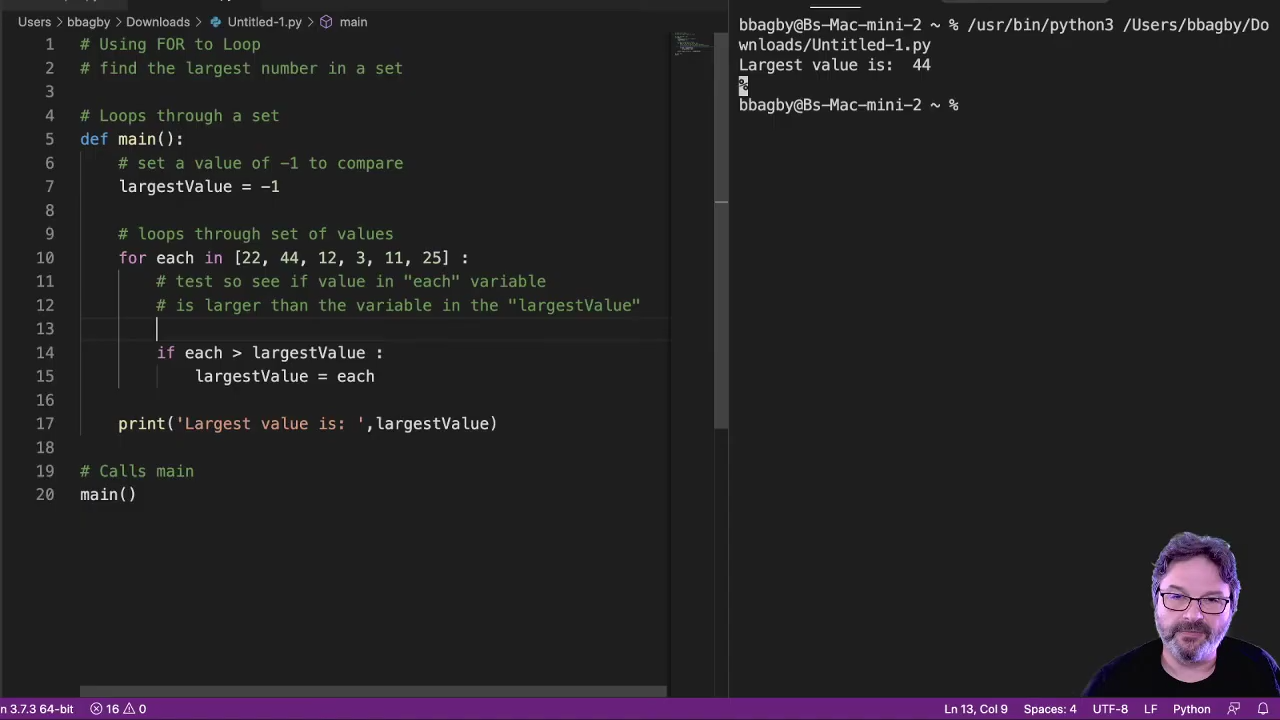 Users > bbagby > Downloads > Untitled-1.py > main
1 # Using FOR to Loop
2 # find the largest number in a set
3
4 # Loops through a set
5 def main():
6 # set a value of -1 to compare
7 largestValue = -1
8
9 # loops through set of values
10 for each in [22, 44, 12, 3, 11, 25] :
11 # test so see if value in "each" variable
12 # is larger than the variable in the "largestValue"
13
14 if each > largestValue :
15 largestValue = each
16
17 print('Largest value is: ',largestValue)
18
19 # Calls main
20 main()
bbagby@Bs-Mac-mini-2 ~ % /usr/bin/python3 /Users/bbagby/Do
wnloads/Untitled-1.py
Largest value is:  44
%
bbagby@Bs-Mac-mini-2 ~ %
n 3.7.3 64-bit 16 0 Ln 13, Col 9 Spaces: 4 UTF-8 LF Python